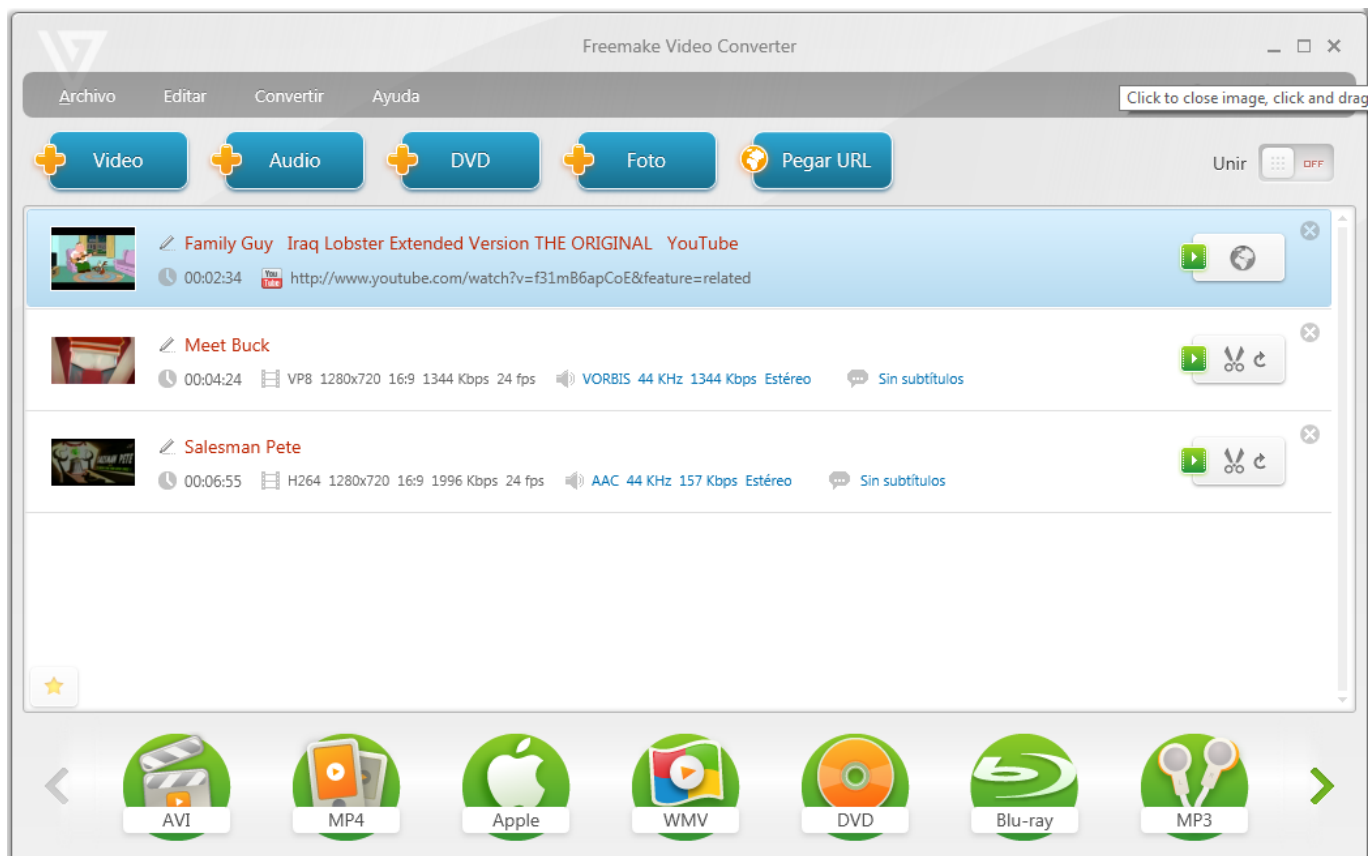 Freemake Video Converter
Archivo Editar Convertir Ayuda
Click to close image, click and drag
Video Audio DVD Foto Pegar URL Unir OFF
Family Guy Iraq Lobster Extended Version THE ORIGINAL YouTube
00:02:34 You Tube http://www.youtube.com/watch?v=f31mB6apCoE&feature=related
Meet Buck
00:04:24 VP8 1280x720 16:9 1344 Kbps 24 fps VORBIS 44 KHz 1344 Kbps Estéreo Sin subtítulos
Salesman Pete
00:06:55 H264 1280x720 16:9 1996 Kbps 24 fps AAC 44 KHz 157 Kbps Estéreo Sin subtítulos
AVI MP4 Apple WMV DVD Blu-ray MP3